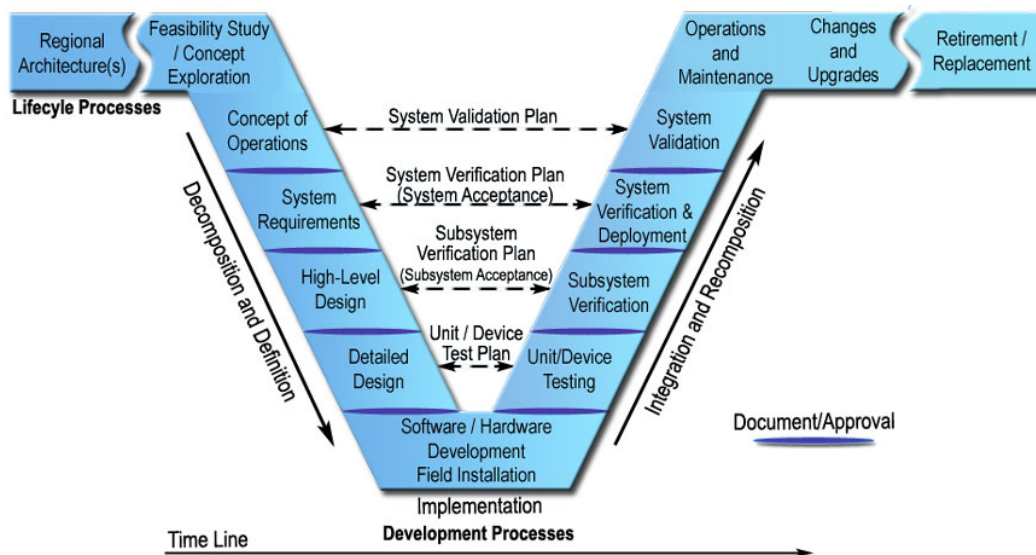 Regional
Architecture(s)
Feasibility Study
/ Concept
Exploration
Operations
and
Maintenance
Changes
and
Upgrades
Retirement /
Replacement
Lifecyle Processes
Concept of
Operations
System Validation Plan
System
Validation
System
Requirements
System Verification Plan
(System Acceptance)
System
Verification &
Deployment
High-Level
Design
Subsystem
Verification Plan
(Subsystem Acceptance)
Subsystem
Verification
Detailed
Design
Unit / Device
Test Plan
Unit/Device
Testing
Decomposition and Definition
Integration and Recomposition
Software / Hardware
Development
Field Installation
Document/Approval
Implementation
Development Processes
Time Line